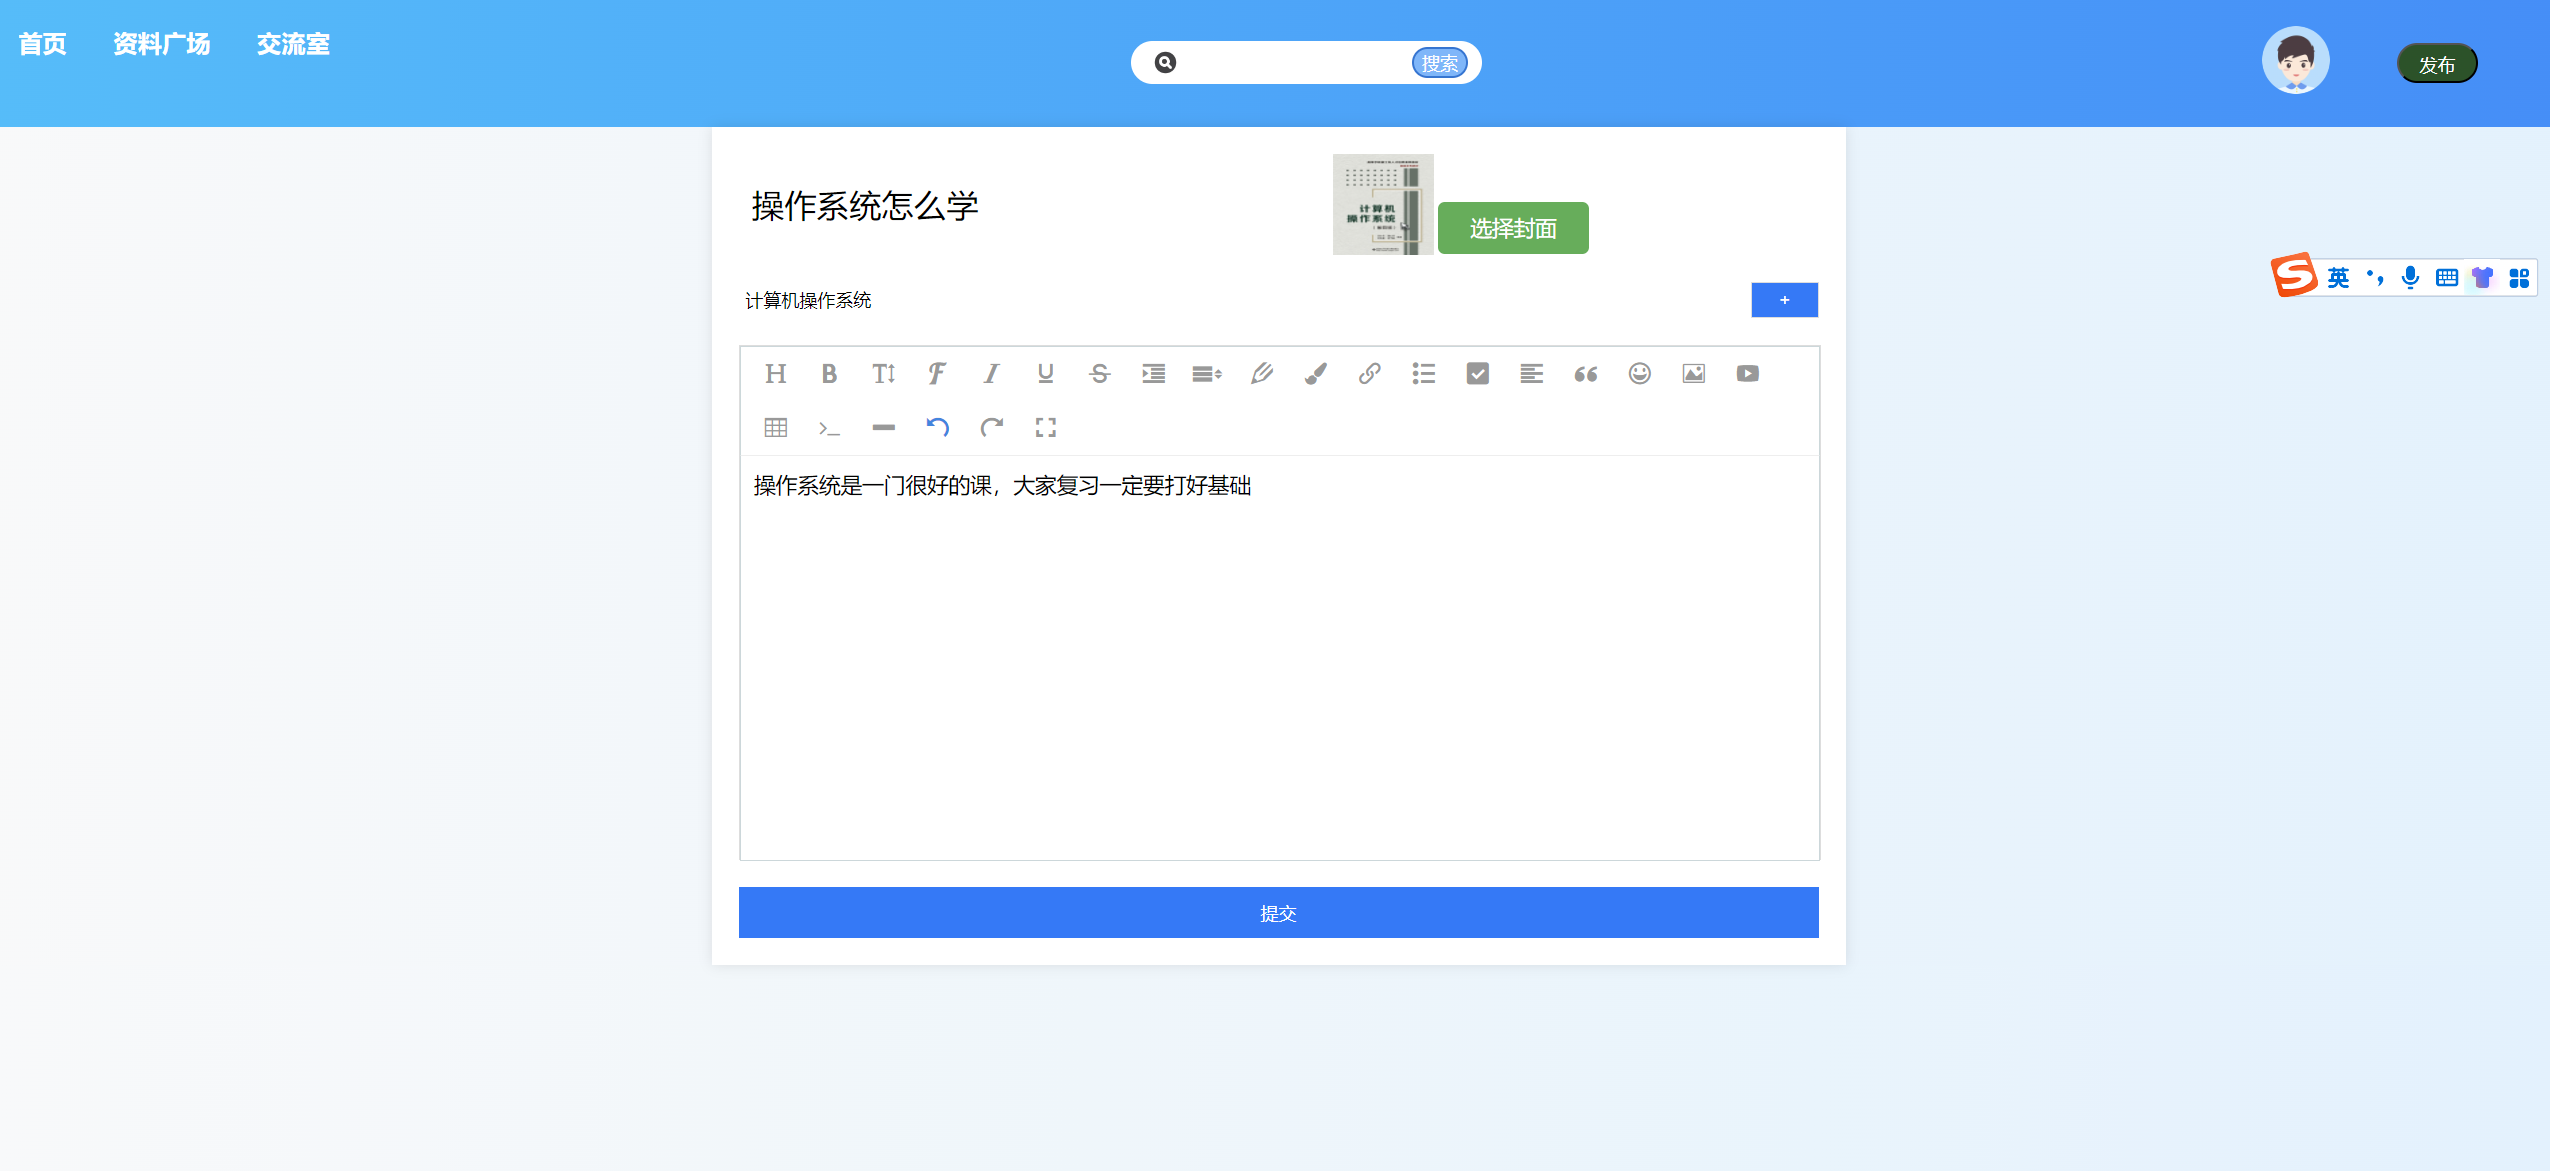 首页 资料广场 交流室 搜索 发布
操作系统怎么学
计算机
操作系统
选择封面
计算机操作系统
+
英
操作系统是一门很好的课，大家复习一定要打好基础
提交